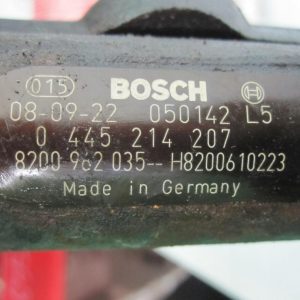 015 BOSCH
08-09-22 050142 L5
0 445 214 207
8200 962 035-- H8200610223
Made in Germany